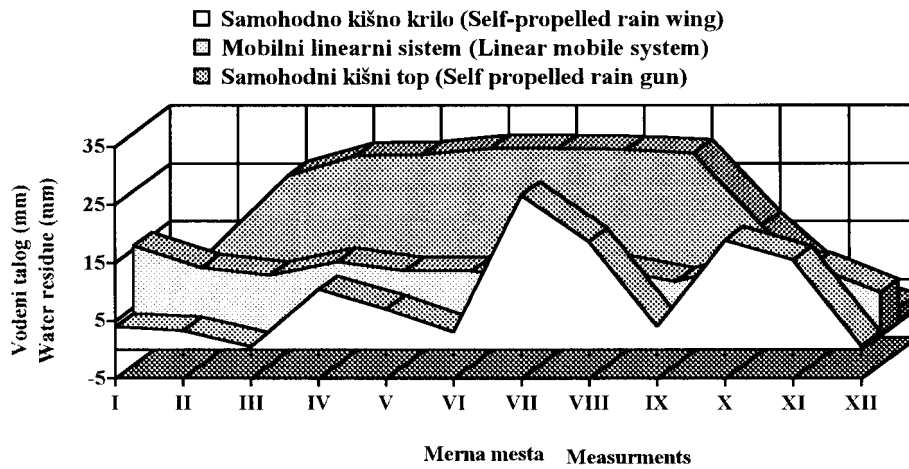 Samohodno kišno krilo (Self-propelled rain wing)
Mobilni linearni sistem (Linear mobile system)
Samohodni kišni top (Self propelled rain gun)
Vodeni talog (mm)
Water residue (mm)
35
25
15
5
-5
I II III IV V VI VII VIII IX X XI XII
Merna mesta Measurments